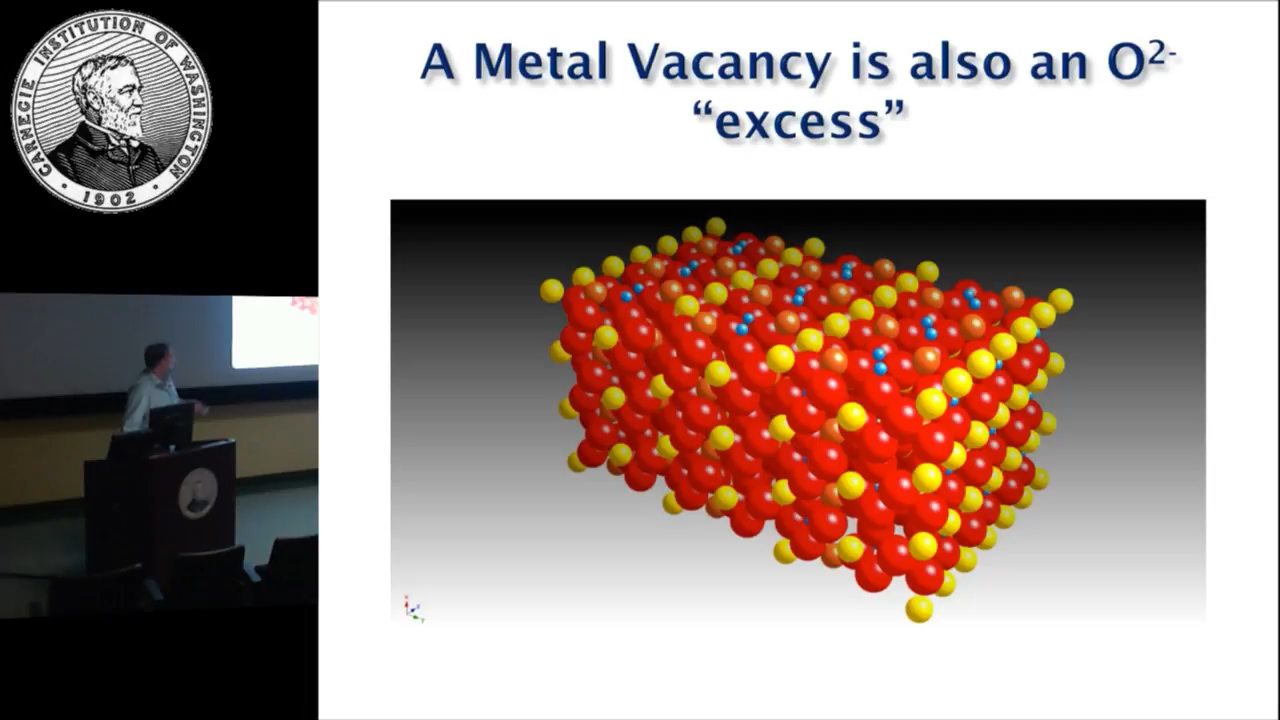 CARNEGIE INSTITUTION OF WASHINGTON
· 1902 ·
A Metal Vacancy is also an O²⁻
“excess”